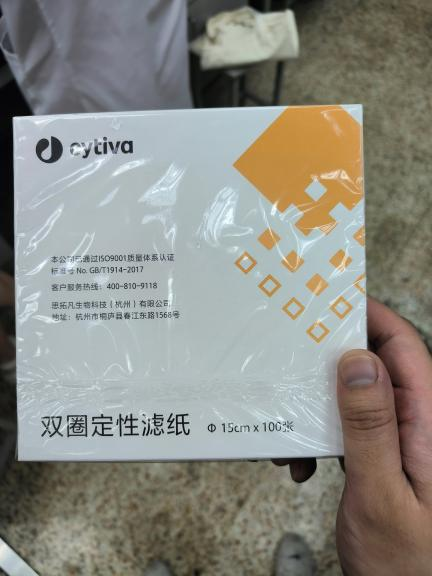 cytiva
本公司已通过ISO9001质量体系认证
标准号 No. GB/T1914-2017
客户服务热线：400-810-9118
思拓凡生物科技（杭州）有限公司
地址：杭州市桐庐县春江东路1568号
双圈定性滤纸 Φ 15cm x 100张